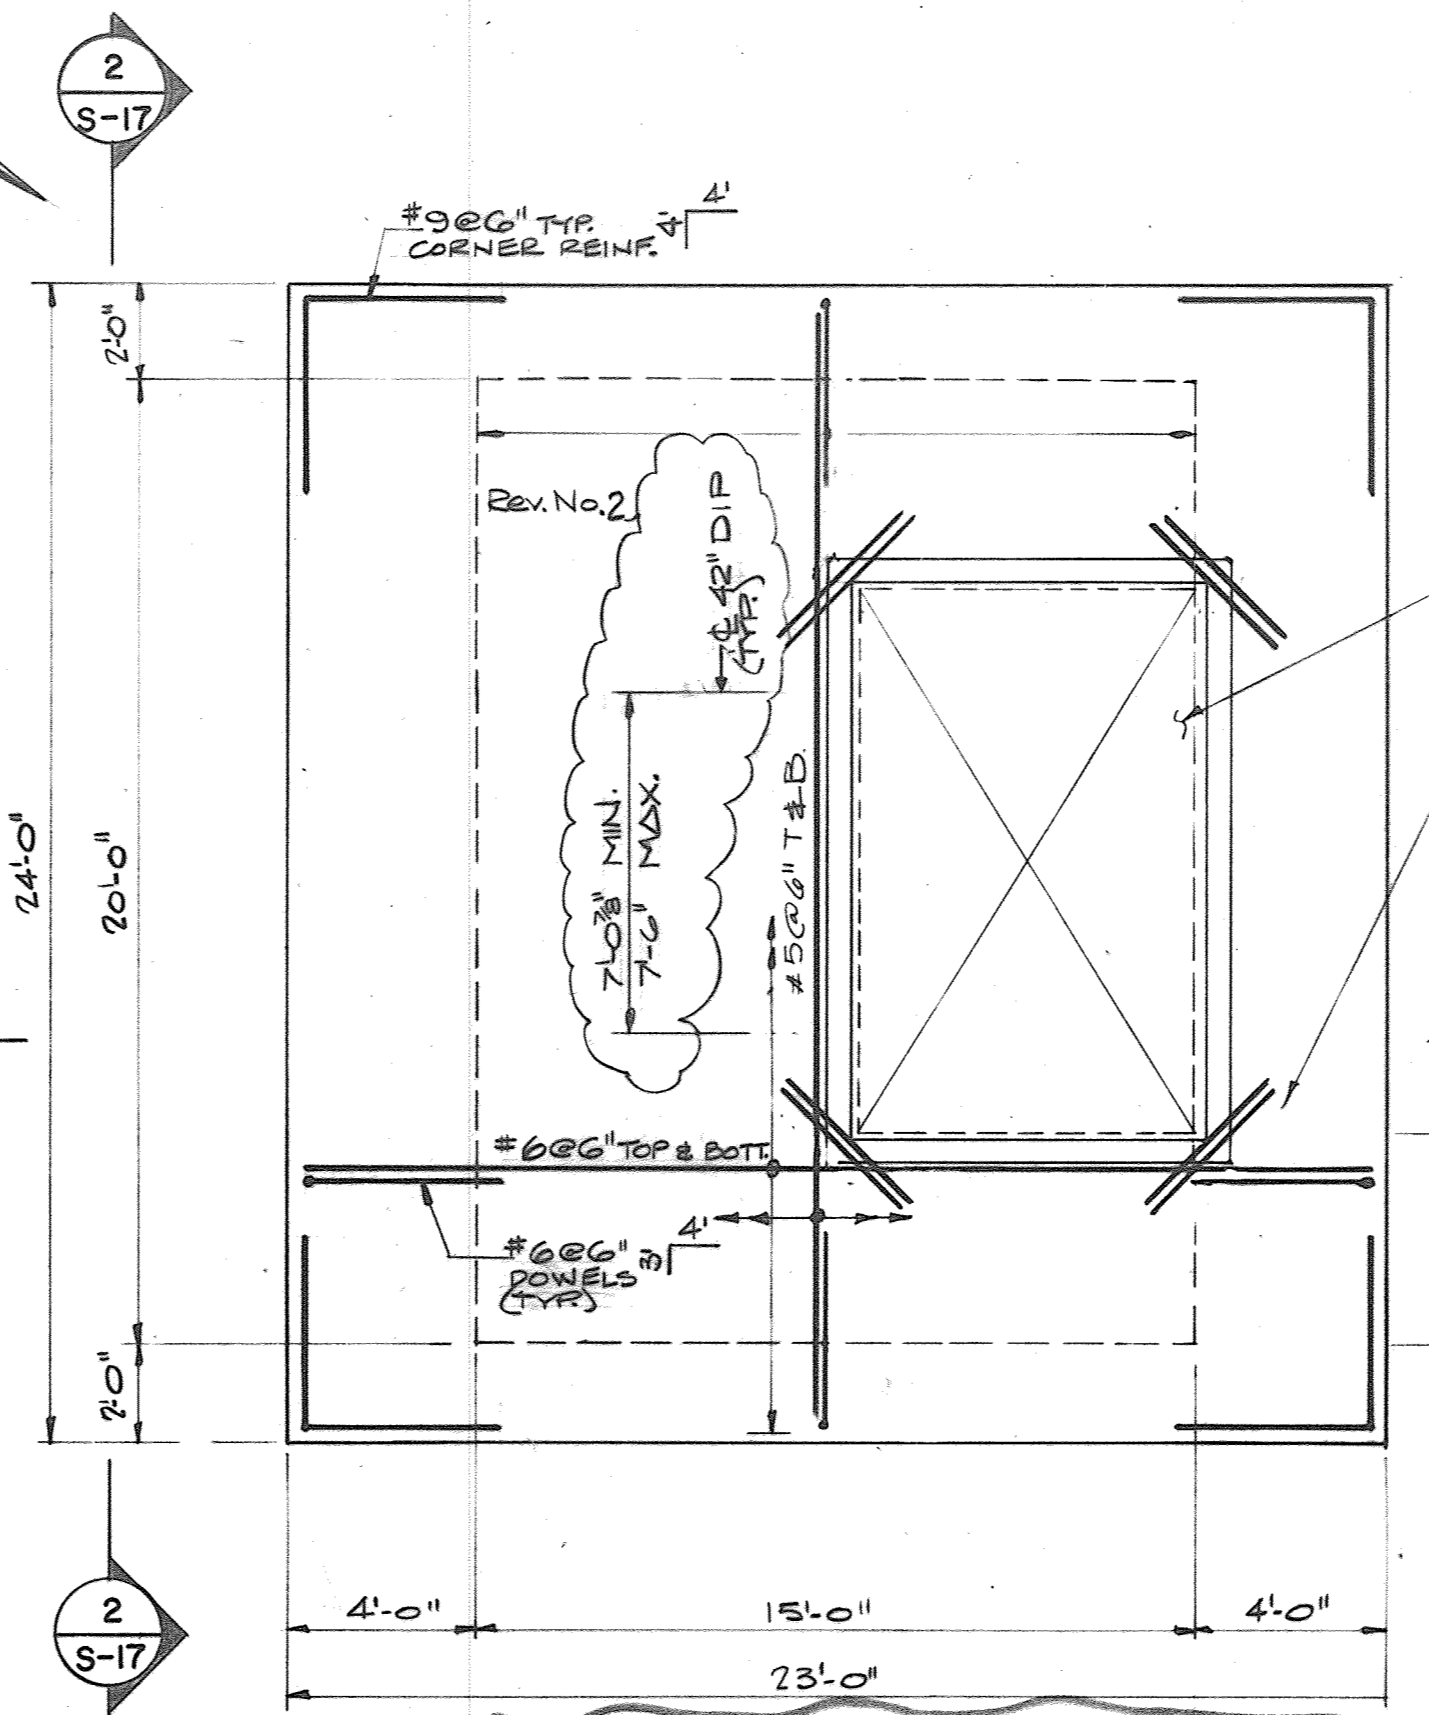 2
S-17
#9@6" TYP.
CORNER REINF.
4'
4'
2'-0"
24'-0"
20'-0"
2'-0"
Rev. No. 2
℄ 42" DIP
(TYP.)
7'-0⅞" MIN.
7'-6" MAX.
#5@6" T & B.
#6@6" TOP & BOTT.
#6@6"
DOWELS
(TYP.)
3'
4'
2
S-17
4'-0"
15'-0"
4'-0"
23'-0"